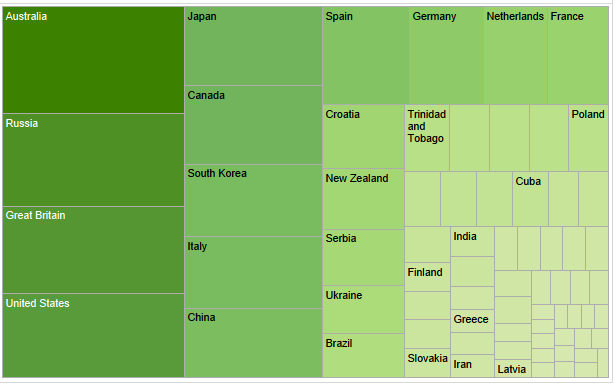 Australia
Russia
Great Britain
United States
Japan
Canada
South Korea
Italy
China
Spain
Germany
Netherlands
France
Croatia
New Zealand
Serbia
Ukraine
Brazil
Trinidad
and
Tobago
Poland
Cuba
India
Finland
Greece
Slovakia
Iran
Latvia